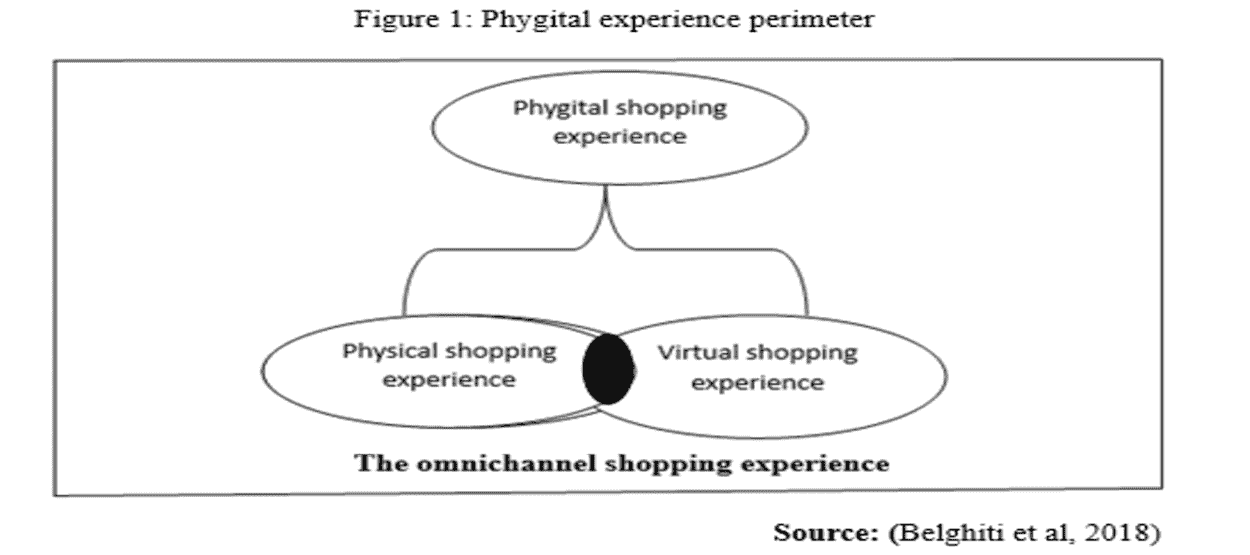 Figure 1: Phygital experience perimeter
Phygital shopping
experience
Physical shopping
experience
Virtual shopping
experience
The omnichannel shopping experience
Source: (Belghiti et al, 2018)